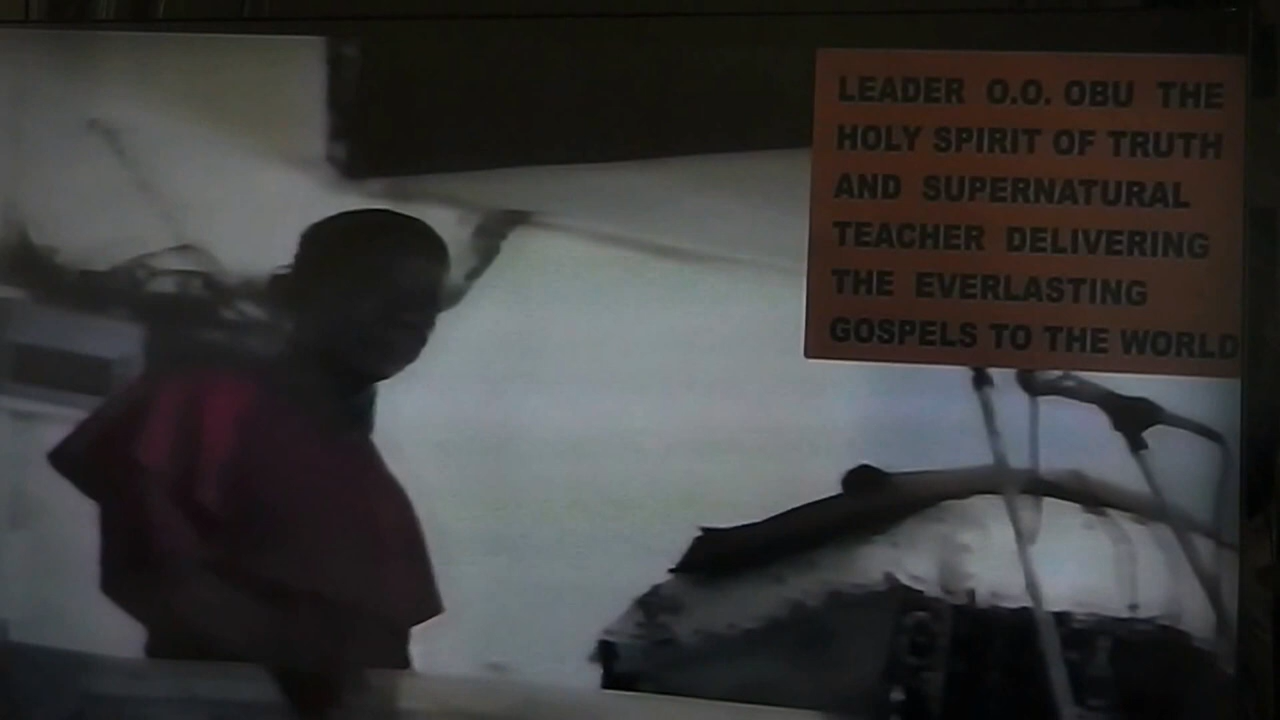 LEADER O.O. OBU THE
HOLY SPIRIT OF TRUTH
AND SUPERNATURAL
TEACHER DELIVERING
THE EVERLASTING
GOSPELS TO THE WORLD